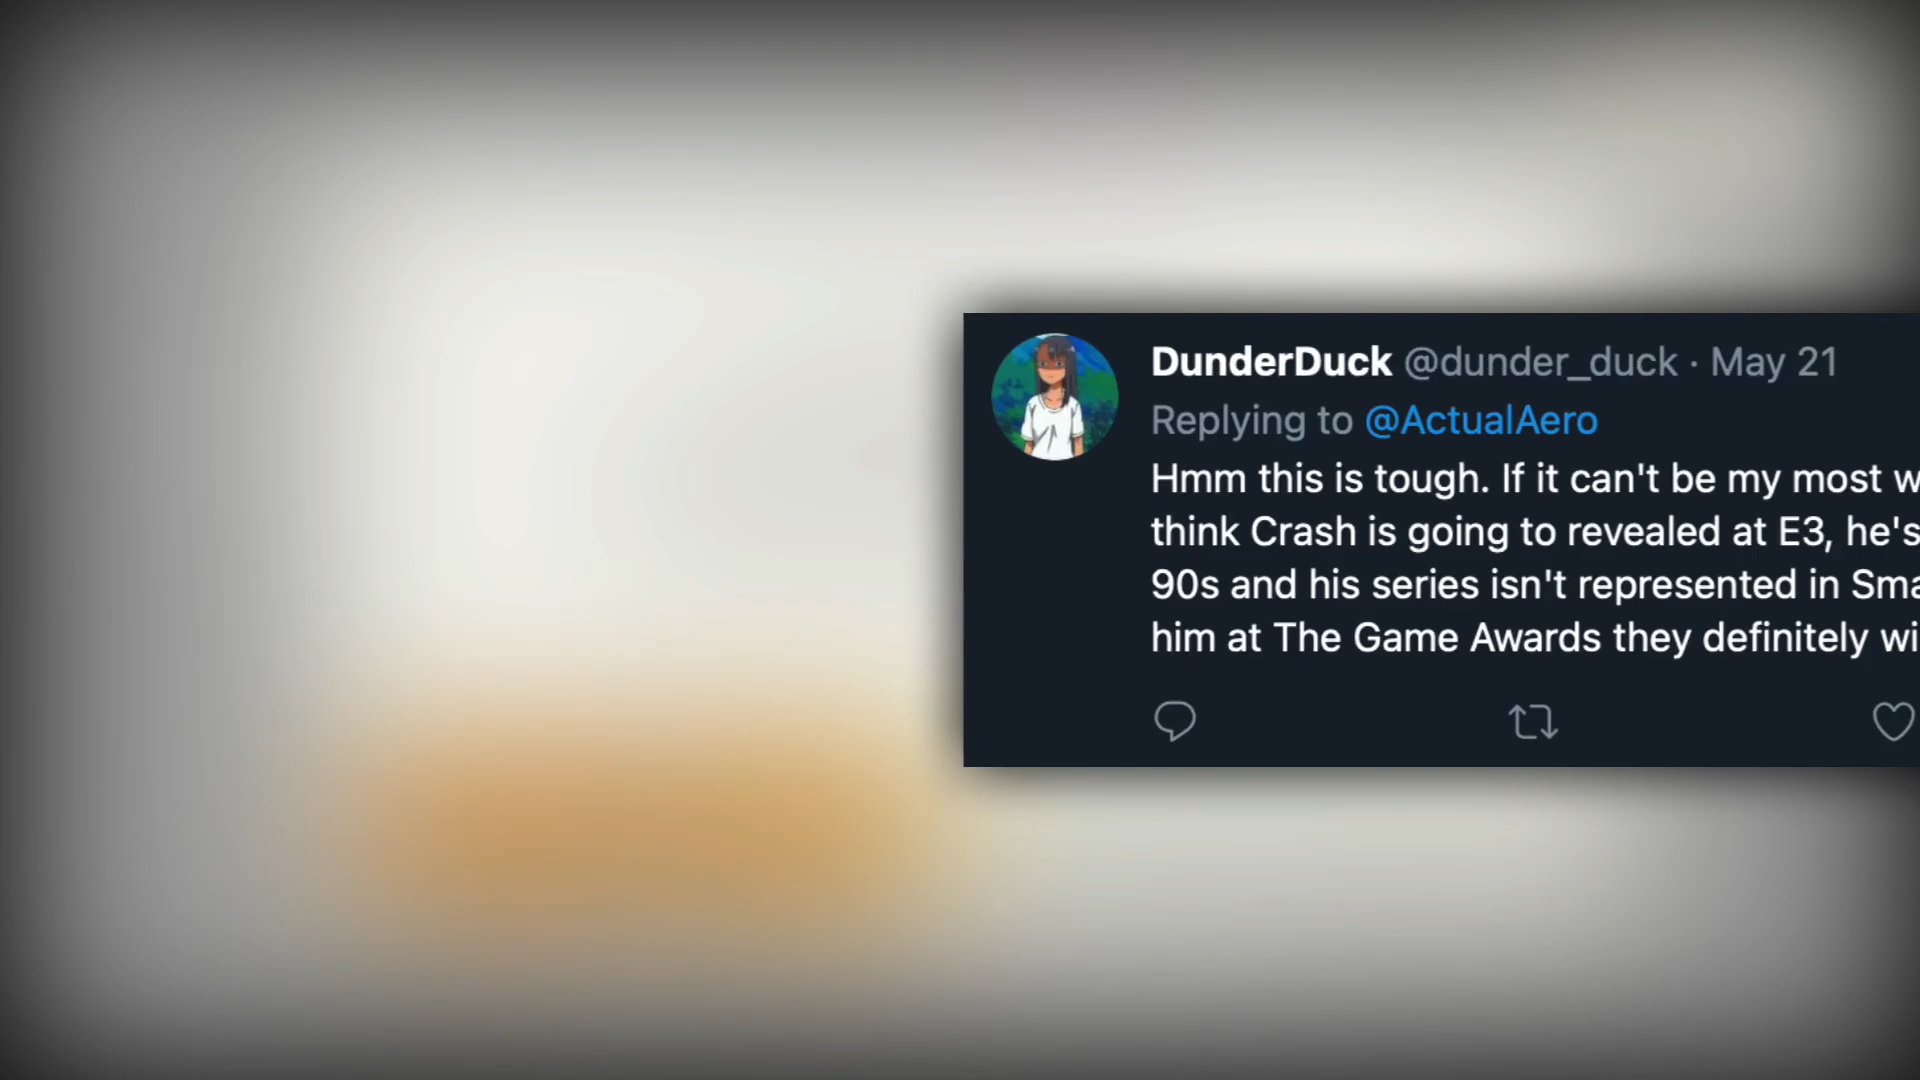 DunderDuck @dunder_duck · May 21
Replying to @ActualAero
Hmm this is tough. If it can't be my most
think Crash is going to revealed at E3, he's
90s and his series isn't represented in
him at The Game Awards they definitely